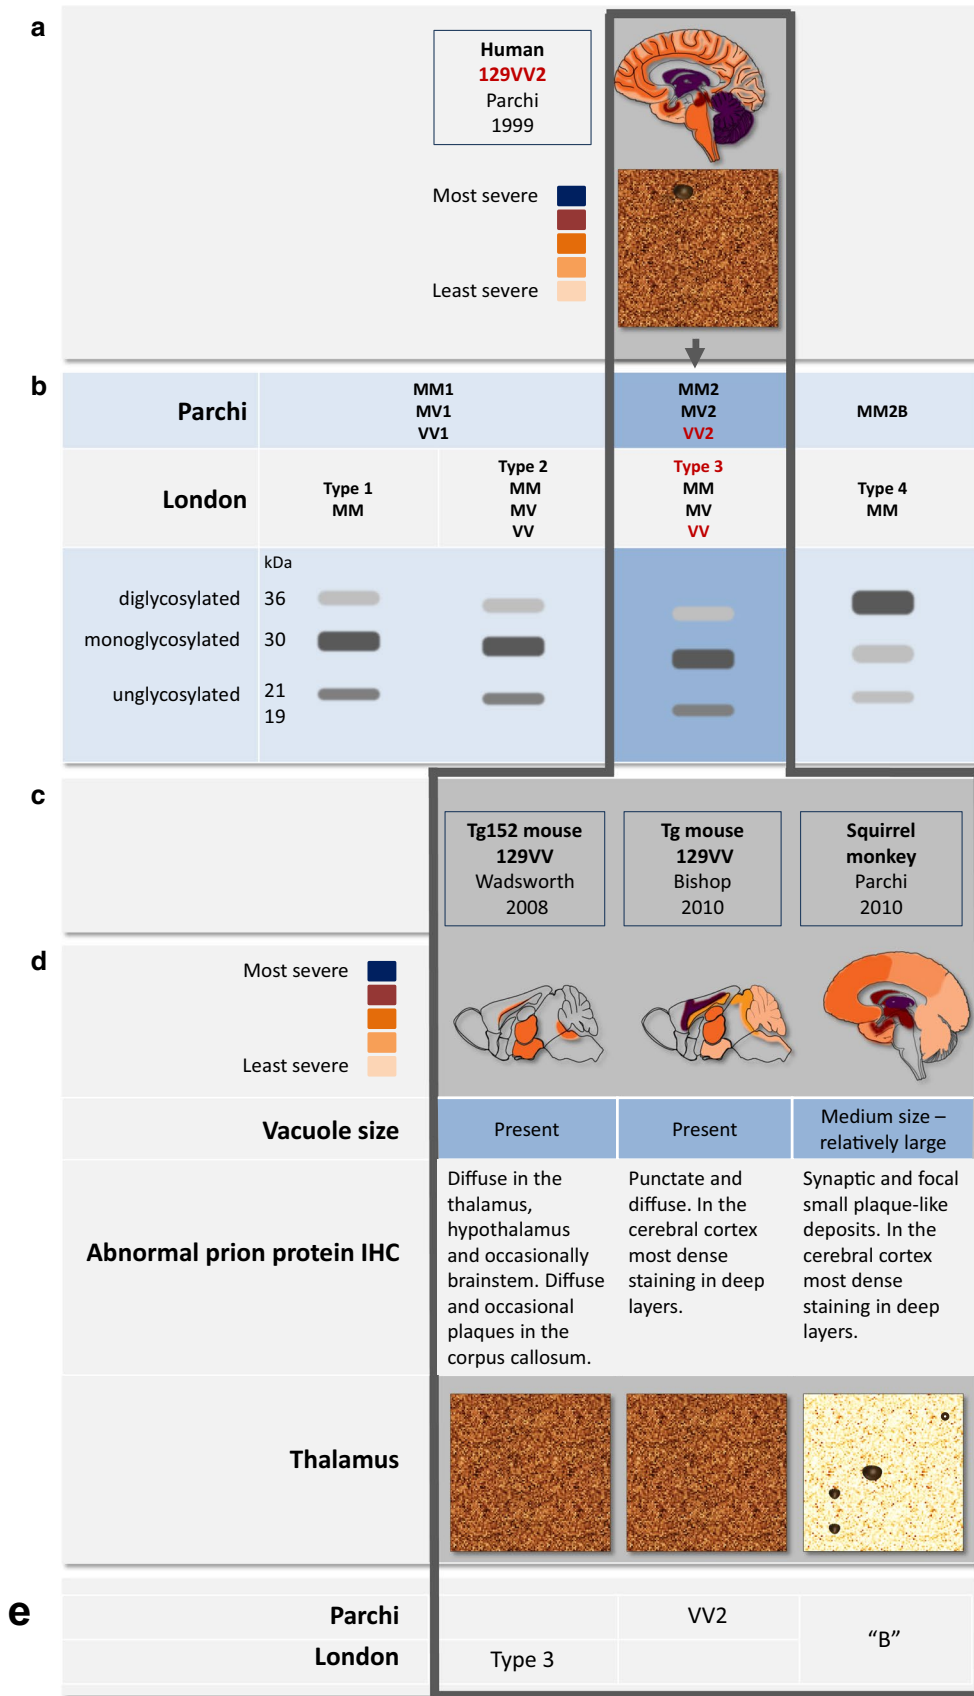 a
Human
129VV2
Parchi
1999
Most severe
Least severe
b
Parchi
MM1
MV1
VV1
MM2
MV2
VV2
MM2B
London
Type 1
MM
Type 2
MM
MV
VV
Type 3
MM
MV
VV
Type 4
MM
kDa
diglycosylated 36
monoglycosylated 30
unglycosylated 21
19
c
Tg152 mouse
129VV
Wadsworth
2008
Tg mouse
129VV
Bishop
2010
Squirrel
monkey
Parchi
2010
d
Most severe
Least severe
Vacuole size
Present
Present
Medium size –
relatively large
Abnormal prion protein IHC
Diffuse in the
thalamus,
hypothalamus
and occasionally
brainstem. Diffuse
and occasional
plaques in the
corpus callosum.
Punctate and
diffuse. In the
cerebral cortex
most dense
staining in deep
layers.
Synaptic and focal
small plaque-like
deposits. In the
cerebral cortex
most dense
staining in deep
layers.
Thalamus
e
Parchi
VV2
“B”
London
Type 3